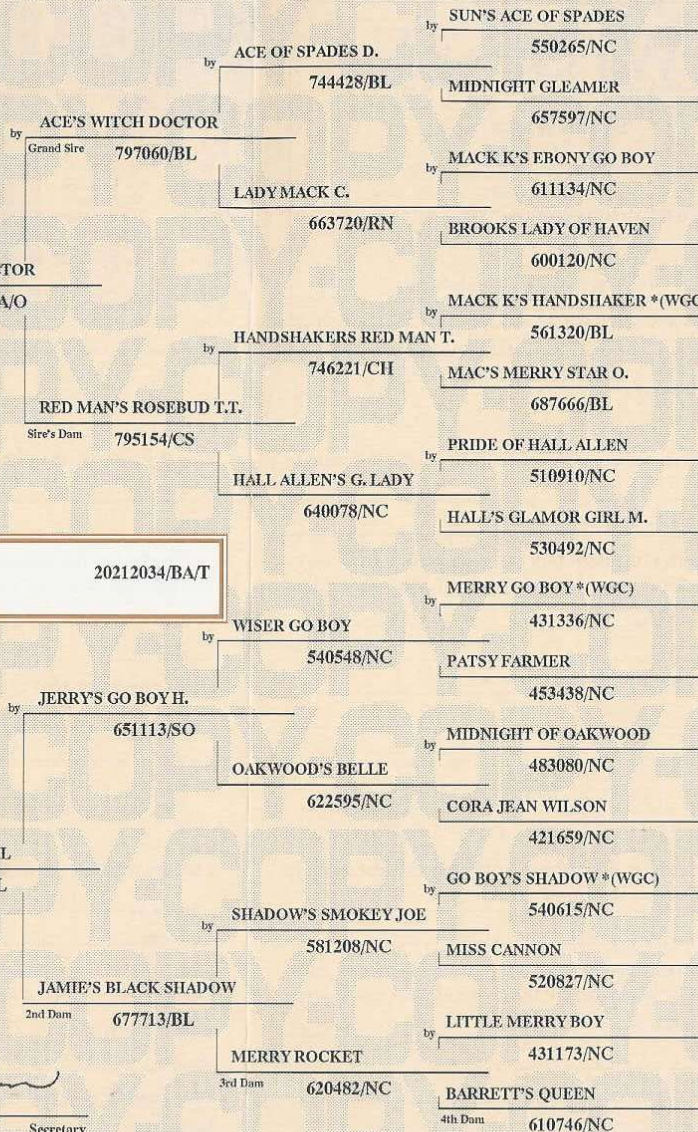 by SUN'S ACE OF SPADES
550265/NC
by ACE OF SPADES D.
744428/BL
MIDNIGHT GLEAMER
657597/NC
by ACE'S WITCH DOCTOR
Grand Sire 797060/BL
by MACK K'S EBONY GO BOY
611134/NC
LADY MACK C.
663720/RN
BROOKS LADY OF HAVEN
600120/NC
TOR
A/O
by MACK K'S HANDSHAKER *(WGC
561320/BL
by HANDSHAKERS RED MAN T.
746221/CH
MAC'S MERRY STAR O.
687666/BL
RED MAN'S ROSEBUD T.T.
Sire's Dam 795154/CS
by PRIDE OF HALL ALLEN
510910/NC
HALL ALLEN'S G. LADY
640078/NC
HALL'S GLAMOR GIRL M.
530492/NC
20212034/BA/T
by MERRY GO BOY *(WGC)
431336/NC
by WISER GO BOY
540548/NC
PATSY FARMER
453438/NC
by JERRY'S GO BOY H.
651113/SO
by MIDNIGHT OF OAKWOOD
483080/NC
OAKWOOD'S BELLE
622595/NC
CORA JEAN WILSON
421659/NC
L
L
by GO BOY'S SHADOW *(WGC)
540615/NC
by SHADOW'S SMOKEY JOE
581208/NC
MISS CANNON
520827/NC
JAMIE'S BLACK SHADOW
2nd Dam 677713/BL
by LITTLE MERRY BOY
431173/NC
MERRY ROCKET
3rd Dam 620482/NC
BARRETT'S QUEEN
4th Dam 610746/NC
Secretary
COPY·COPY·COPY